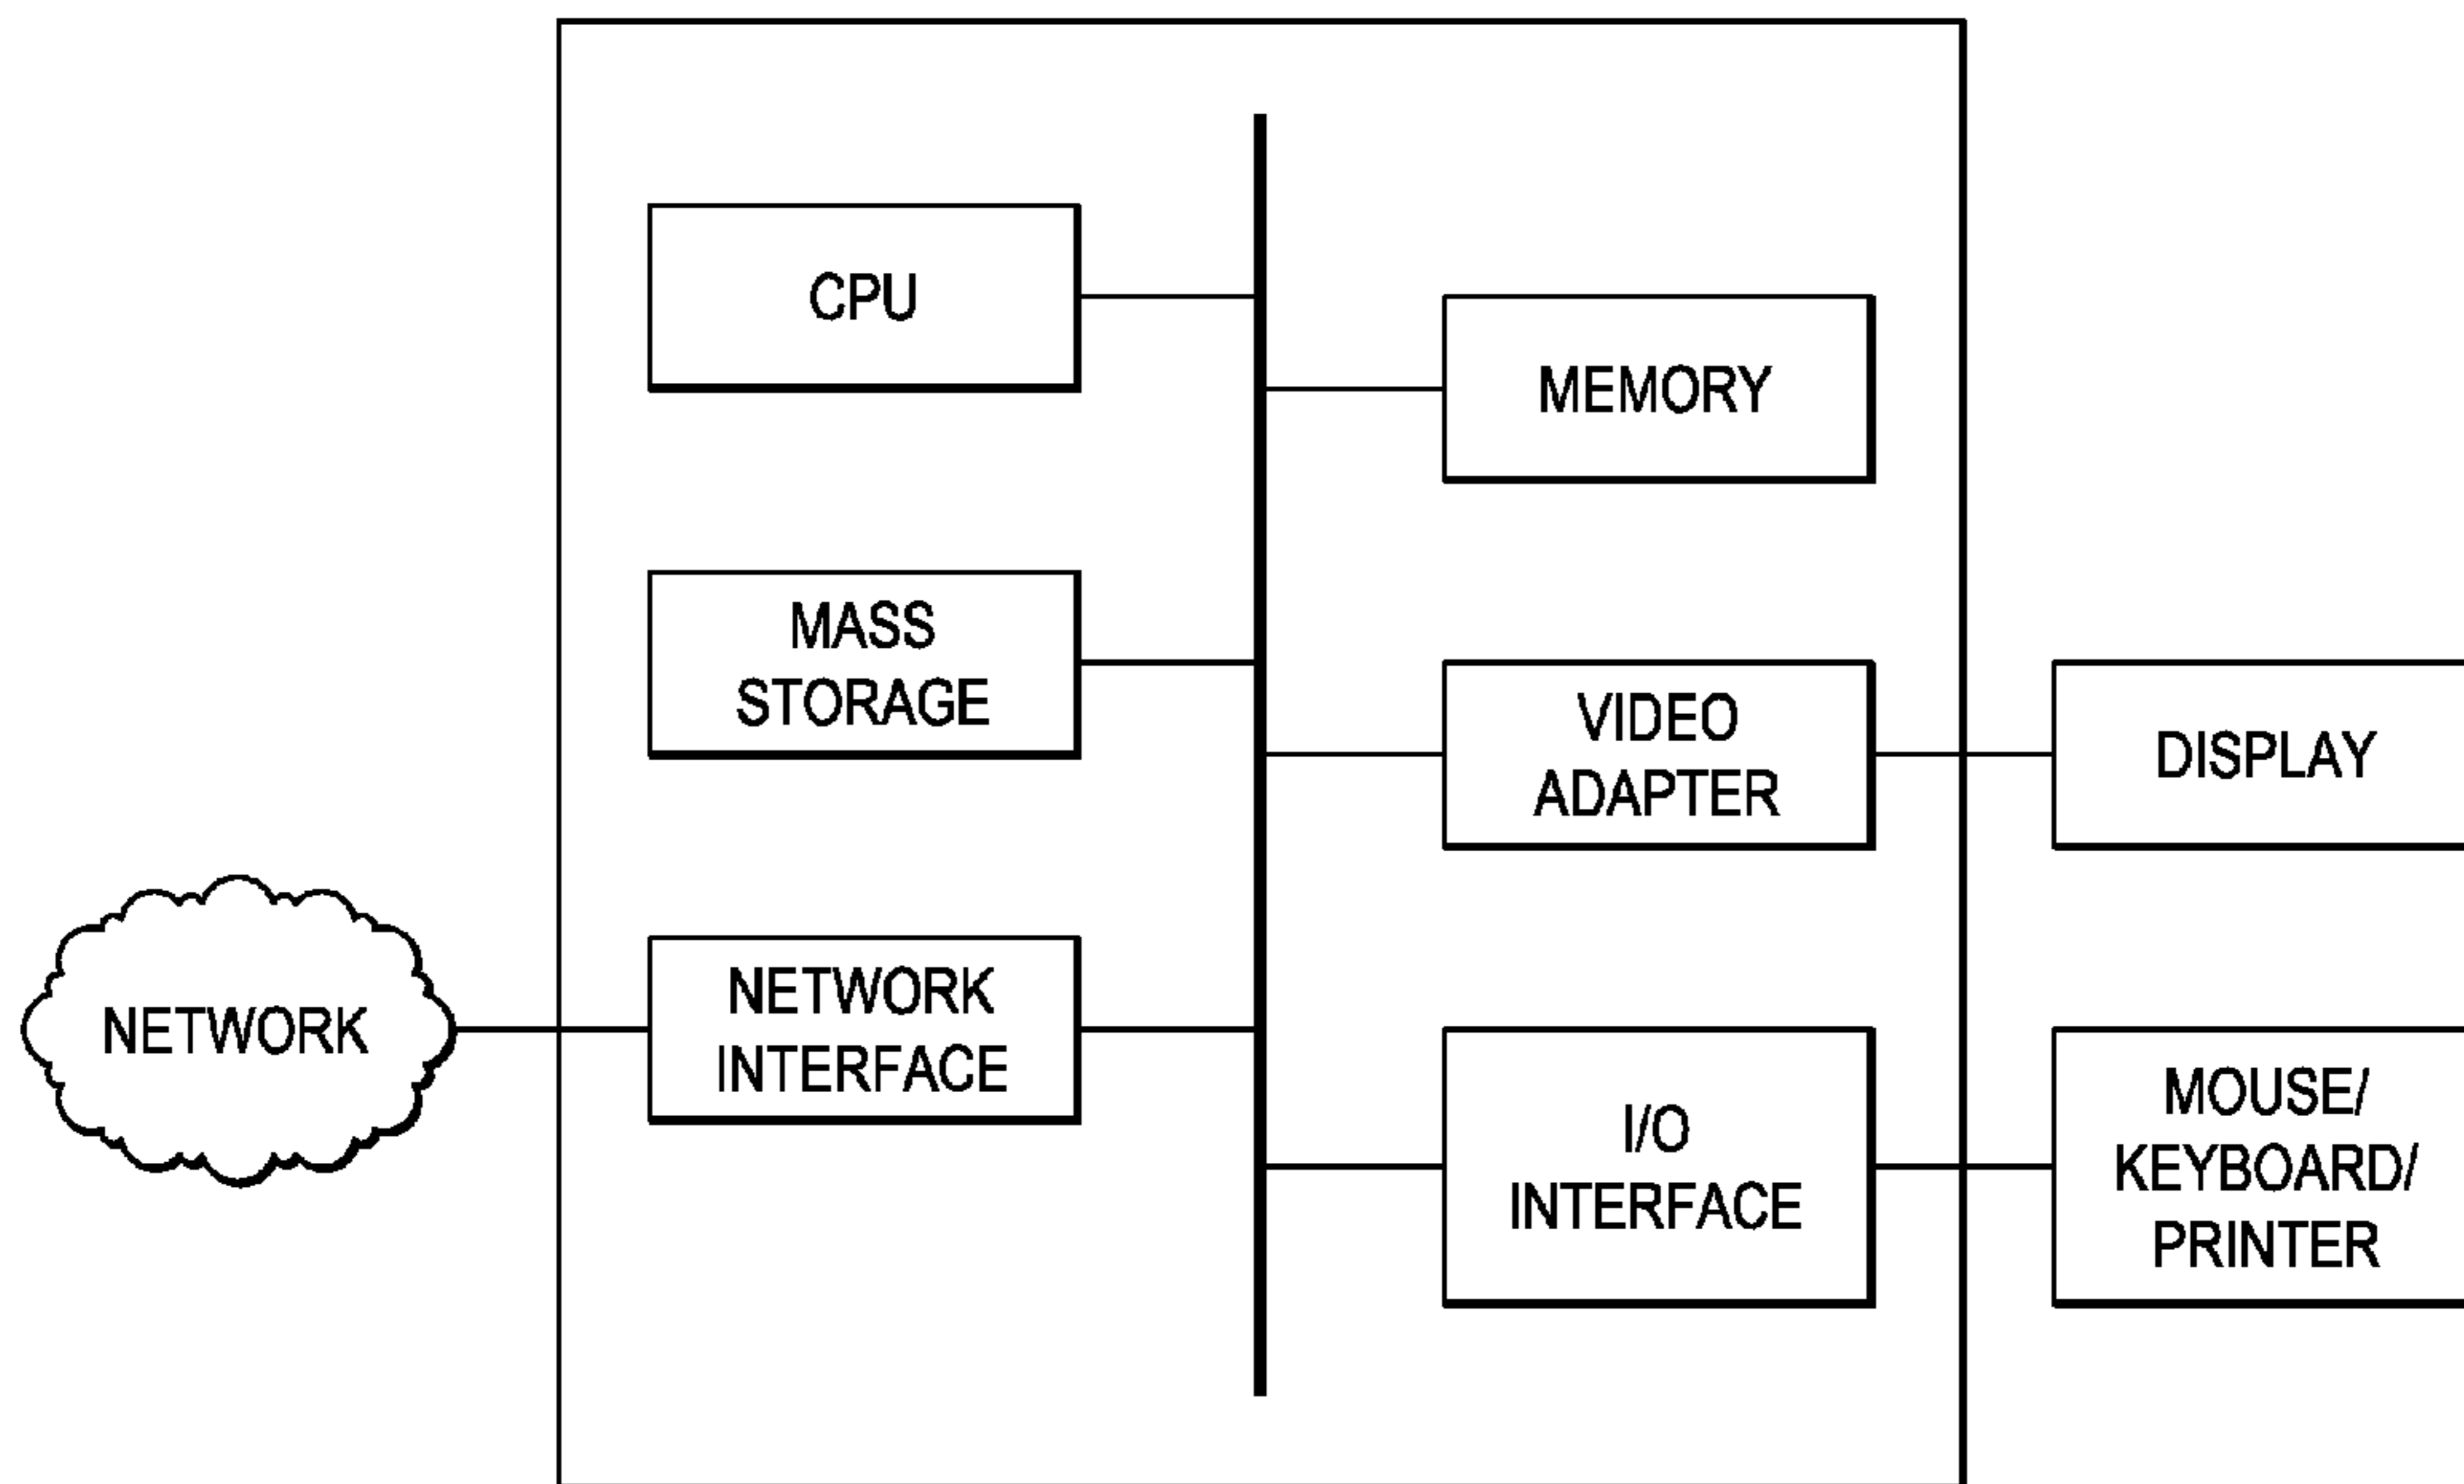 CPU
MEMORY
MASS
STORAGE
VIDEO
ADAPTER
DISPLAY
NETWORK
NETWORK
INTERFACE
I/O
INTERFACE
MOUSE/
KEYBOARD/
PRINTER